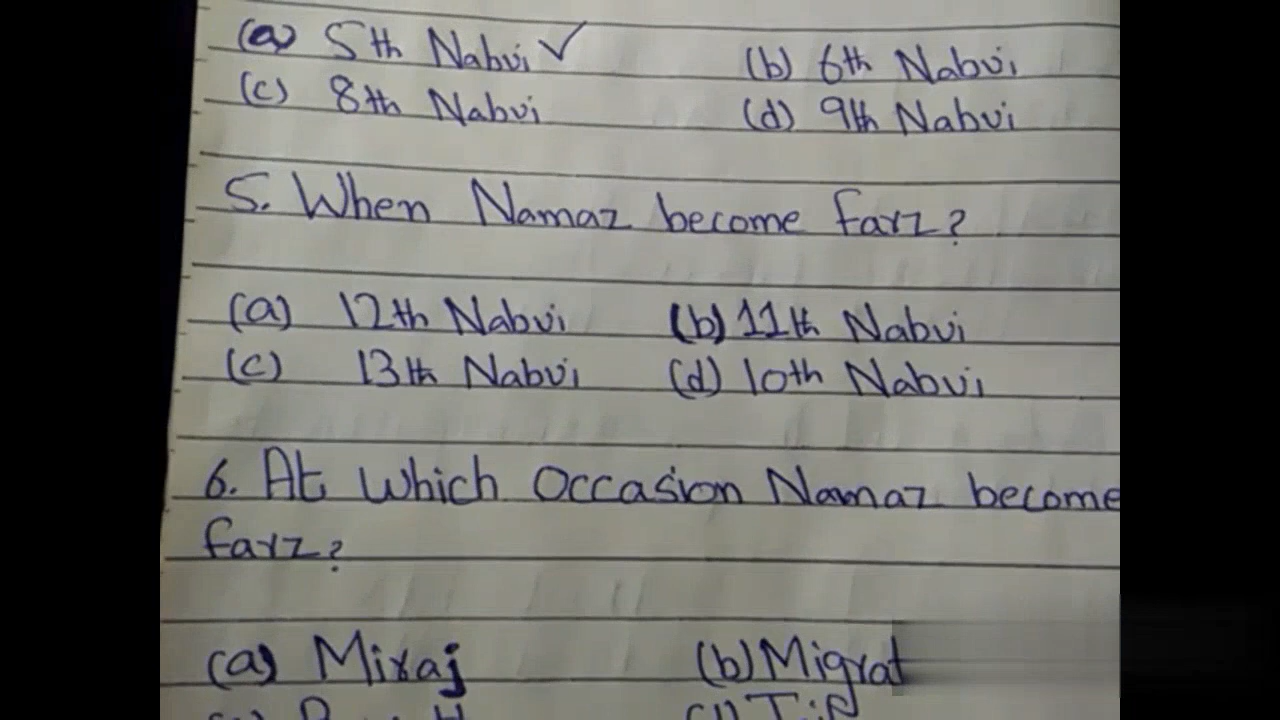 (a) 5th Nabvi ✓ (b) 6th Nabvi
(c) 8th Nabvi (d) 9th Nabvi
5. When Namaz become farz?
(a) 12th Nabvi (b) 11th Nabvi
(c) 13th Nabvi (d) 10th Nabvi
6. At which Occasion Namaz become
farz?
(a) Miraj (b) Migrat